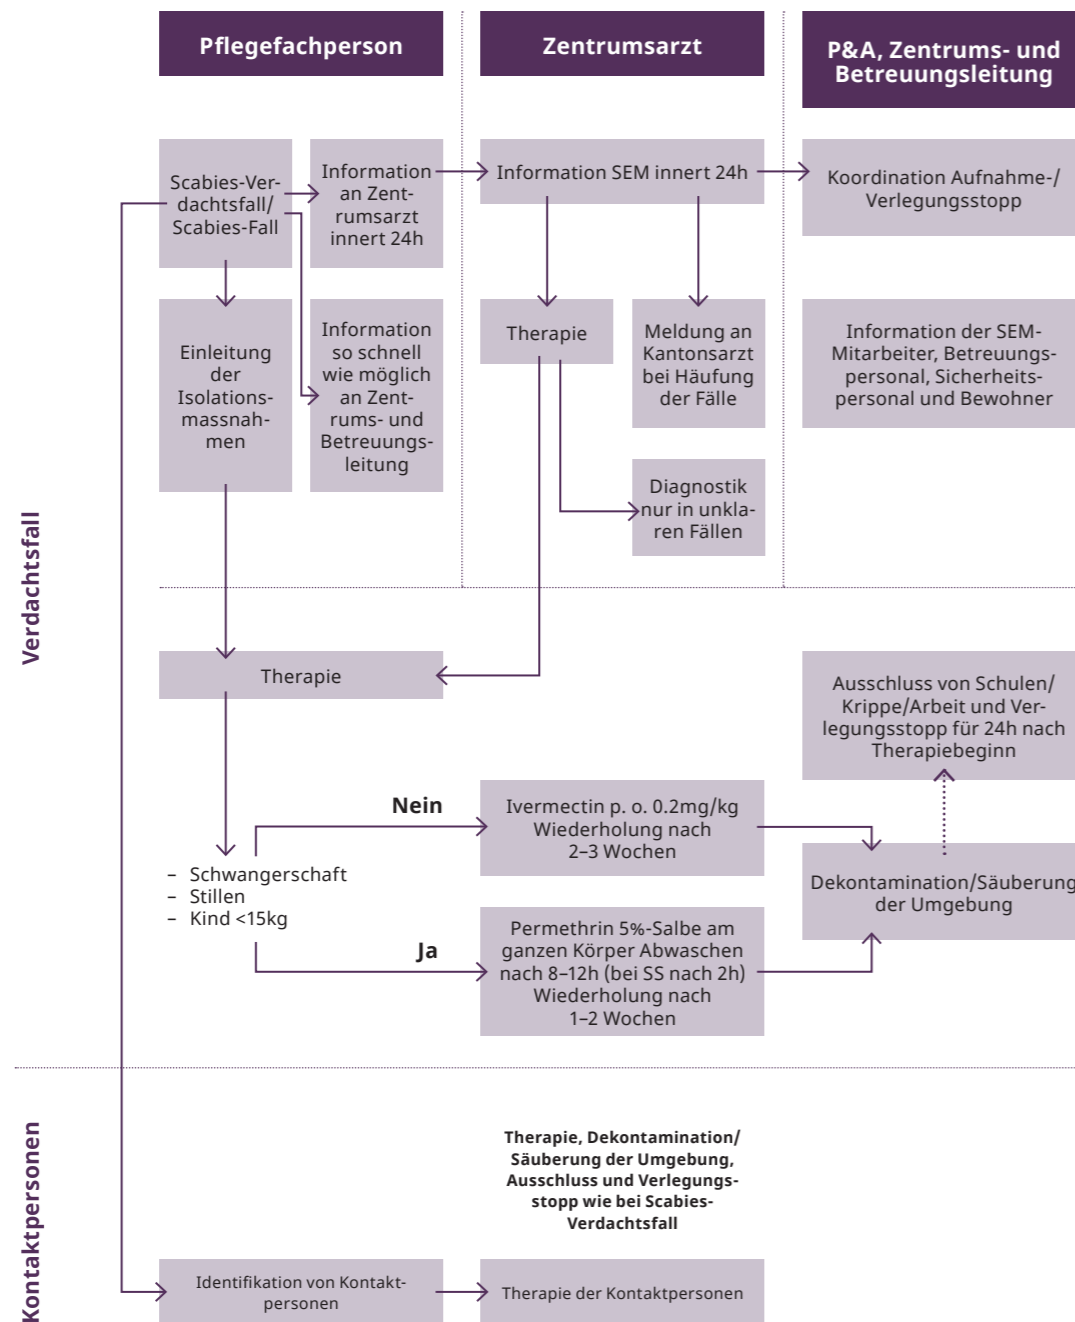 Pflegefachperson
Zentrumsarzt
P&A, Zentrums- und
Betreuungsleitung
Verdachtsfall
Scabies-Ver-
dachtsfall/
Scabies-Fall
Information
an Zent-
rumsarzt
innert 24h
Information SEM innert 24h
Koordination Aufnahme-/
Verlegungsstopp
Einleitung
der
Isolations-
massnah-
men
Information
so schnell
wie möglich
an Zent-
rums- und
Betreuungs-
leitung
Therapie
Meldung an
Kantonsarzt
bei Häufung
der Fälle
Information der SEM-
Mitarbeiter, Betreuungs-
personal, Sicherheits-
personal und Bewohner
Diagnostik
nur in unkla-
ren Fällen
Therapie
Ausschluss von Schulen/
Krippe/Arbeit und Ver-
legungsstopp für 24h nach
Therapiebeginn
– Schwangerschaft
– Stillen
– Kind <15kg
Nein
Ivermectin p. o. 0.2mg/kg
Wiederholung nach
2–3 Wochen
Dekontamination/Säuberung
der Umgebung
Ja
Permethrin 5%-Salbe am
ganzen Körper Abwaschen
nach 8–12h (bei SS nach 2h)
Wiederholung nach
1–2 Wochen
Kontaktpersonen
Therapie, Dekontamination/
Säuberung der Umgebung,
Ausschluss und Verlegungs-
stopp wie bei Scabies-
Verdachtsfall
Identifikation von Kontakt-
personen
Therapie der Kontaktpersonen